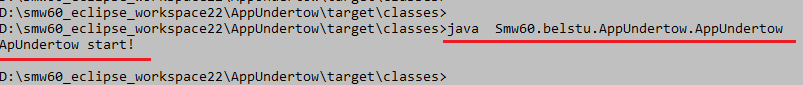 D:\smw60_eclipse_workspace22\AppUndertow\target\classes>
D:\smw60_eclipse_workspace22\AppUndertow\target\classes>java  Smw60.belstu.AppUndertow.AppUndertow
ApUndertow start!
D:\smw60_eclipse_workspace22\AppUndertow\target\classes>